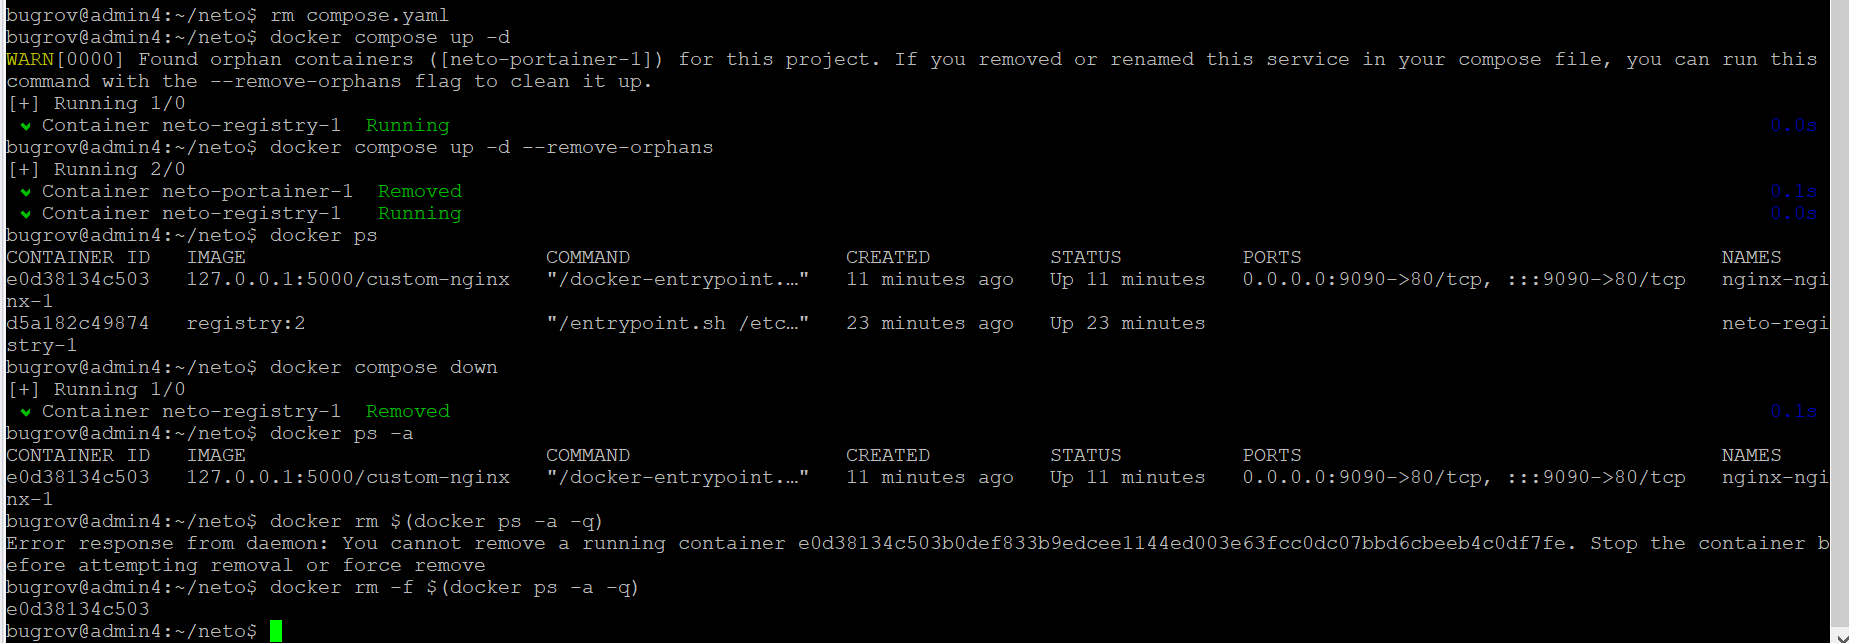 bugrov@admin4:~/neto$ rm compose.yaml
bugrov@admin4:~/neto$ docker compose up -d
WARN[0000] Found orphan containers ([neto-portainer-1]) for this project. If you removed or renamed this service in your compose file, you can run this
command with the --remove-orphans flag to clean it up.
[+] Running 1/0
✔ Container neto-registry-1  Running 0.0s
bugrov@admin4:~/neto$ docker compose up -d --remove-orphans
[+] Running 2/0
✔ Container neto-portainer-1  Removed 0.1s
✔ Container neto-registry-1   Running 0.0s
bugrov@admin4:~/neto$ docker ps
CONTAINER ID   IMAGE                         COMMAND                  CREATED          STATUS          PORTS                                   NAMES
e0d38134c503   127.0.0.1:5000/custom-nginx   "/docker-entrypoint.…"   11 minutes ago   Up 11 minutes   0.0.0.0:9090->80/tcp, :::9090->80/tcp   nginx-ngi
nx-1
d5a182c49874   registry:2                    "/entrypoint.sh /etc…"   23 minutes ago   Up 23 minutes                                           neto-regi
stry-1
bugrov@admin4:~/neto$ docker compose down
[+] Running 1/0
✔ Container neto-registry-1  Removed 0.1s
bugrov@admin4:~/neto$ docker ps -a
CONTAINER ID   IMAGE                         COMMAND                  CREATED          STATUS          PORTS                                   NAMES
e0d38134c503   127.0.0.1:5000/custom-nginx   "/docker-entrypoint.…"   11 minutes ago   Up 11 minutes   0.0.0.0:9090->80/tcp, :::9090->80/tcp   nginx-ngi
nx-1
bugrov@admin4:~/neto$ docker rm $(docker ps -a -q)
Error response from daemon: You cannot remove a running container e0d38134c503b0def833b9edcee1144ed003e63fcc0dc07bbd6cbeeb4c0df7fe. Stop the container b
efore attempting removal or force remove
bugrov@admin4:~/neto$ docker rm -f $(docker ps -a -q)
e0d38134c503
bugrov@admin4:~/neto$